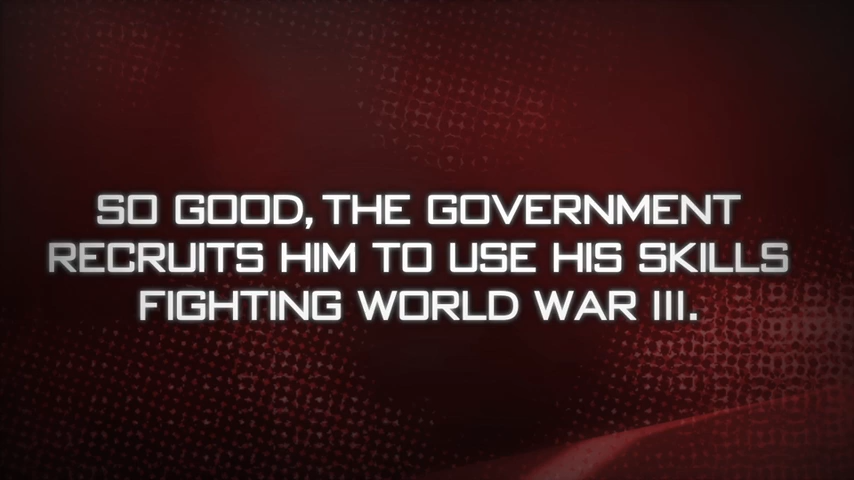 SO GOOD, THE GOVERNMENT
RECRUITS HIM TO USE HIS SKILLS
FIGHTING WORLD WAR III.